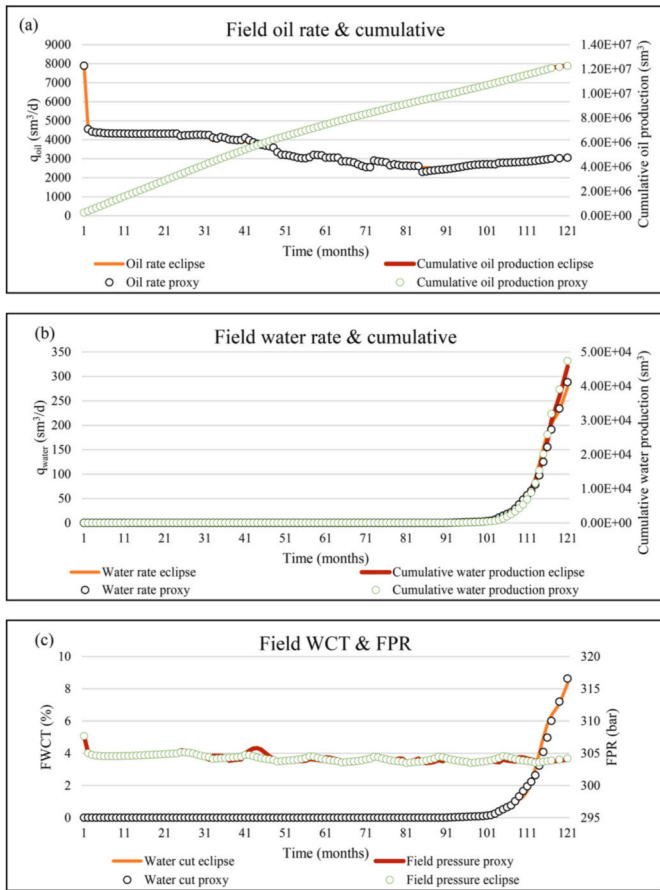 (a)
Field oil rate & cumulative
9000 1.40E+07
8000 1.20E+07
7000 1.00E+07
6000 8.00E+06
5000
4000 6.00E+06
3000 4.00E+06
2000 2.00E+06
1000
0 0.00E+00
q_oil (sm³/d)
Cumulative oil production (sm³)
1 11 21 31 41 51 61 71 81 91 101 111 121
Time (months)
Oil rate eclipse Cumulative oil production eclipse
Oil rate proxy Cumulative oil production proxy
(b)
Field water rate & cumulative
350 5.00E+04
300 4.00E+04
250
200 3.00E+04
150 2.00E+04
100
50 1.00E+04
0 0.00E+00
q_water (sm³/d)
Cumulative water production (sm³)
1 11 21 31 41 51 61 71 81 91 101 111 121
Time (months)
Water rate eclipse Cumulative water production eclipse
Water rate proxy Cumulative water production proxy
(c)
Field WCT & FPR
10 320
8 315
6 310
4 305
2 300
0 295
FWCT (%)
FPR (bar)
1 11 21 31 41 51 61 71 81 91 101 111 121
Time (months)
Water cut eclipse Field pressure proxy
Water cut proxy Field pressure eclipse